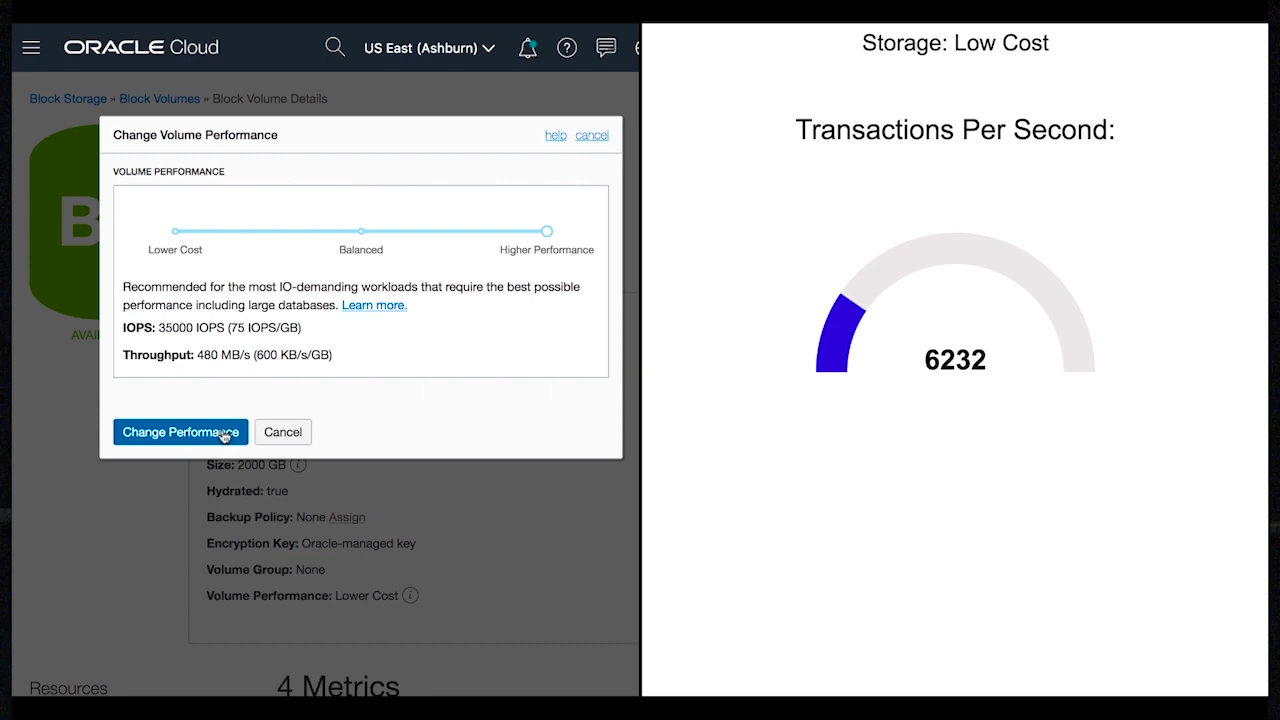 ORACLE Cloud
US East (Ashburn)
Block Storage » Block Volumes » Block Volume Details
Change Volume Performance
help cancel
VOLUME PERFORMANCE
Lower Cost
Balanced
Higher Performance
Recommended for the most IO-demanding workloads that require the best possible
performance including large databases. Learn more.
IOPS: 35000 IOPS (75 IOPS/GB)
Throughput: 480 MB/s (600 KB/s/GB)
Change Performance
Cancel
Size: 2000 GB
Hydrated: true
Backup Policy: None Assign
Encryption Key: Oracle-managed key
Volume Group: None
Volume Performance: Lower Cost
Resources
4 Metrics
Storage: Low Cost
Transactions Per Second:
6232